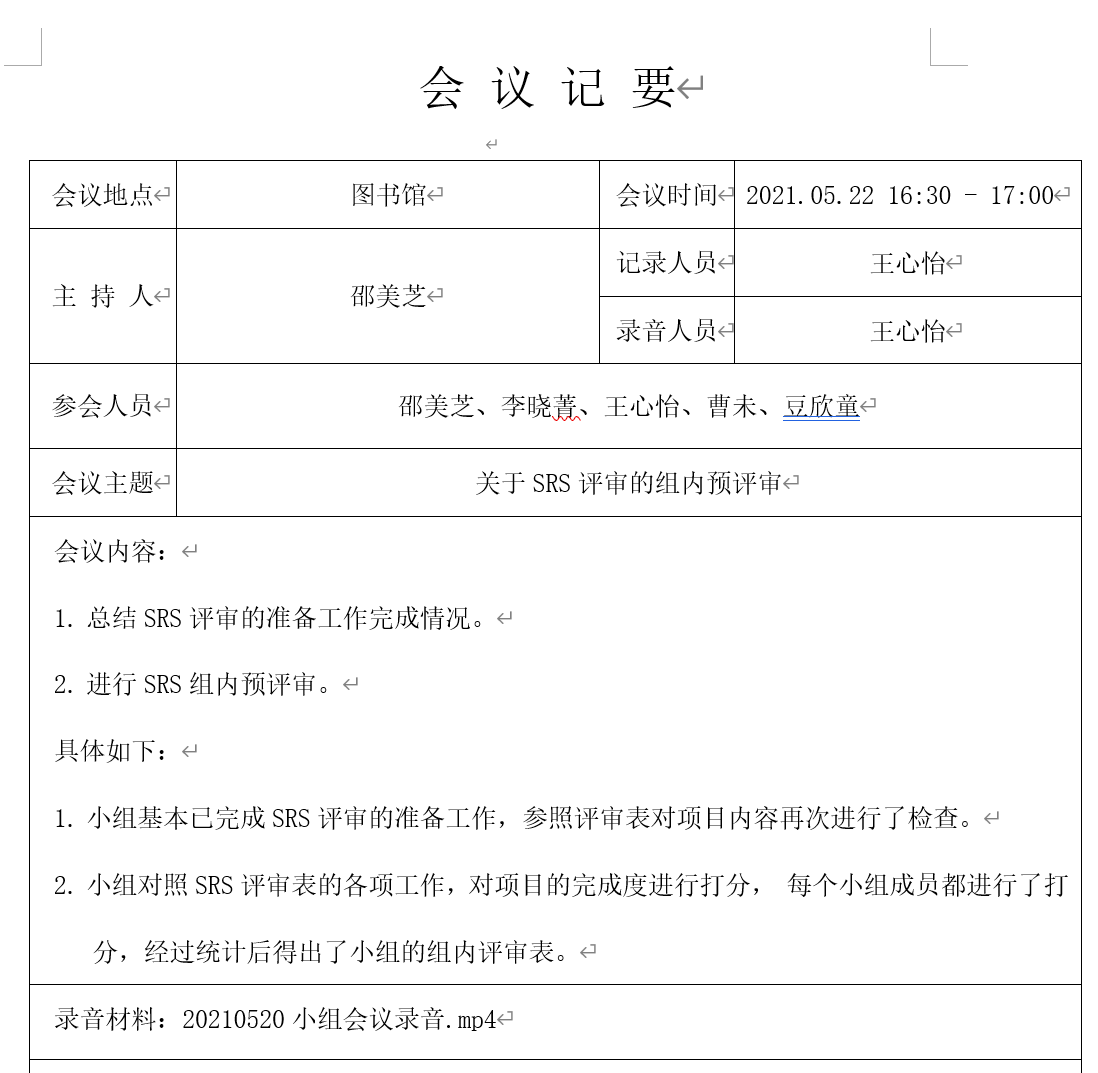 会 议 记 要
会议地点 图书馆 会议时间 2021.05.22 16:30 - 17:00
主 持 人 邵美芝 记录人员 王心怡
录音人员 王心怡
参会人员 邵美芝、李晓菁、王心怡、曹未、豆欣童
会议主题 关于 SRS 评审的组内预评审
会议内容：
1. 总结 SRS 评审的准备工作完成情况。
2. 进行 SRS 组内预评审。
具体如下：
1. 小组基本已完成 SRS 评审的准备工作，参照评审表对项目内容再次进行了检查。
2. 小组对照 SRS 评审表的各项工作，对项目的完成度进行打分， 每个小组成员都进行了打
分，经过统计后得出了小组的组内评审表。
录音材料：20210520 小组会议录音.mp4